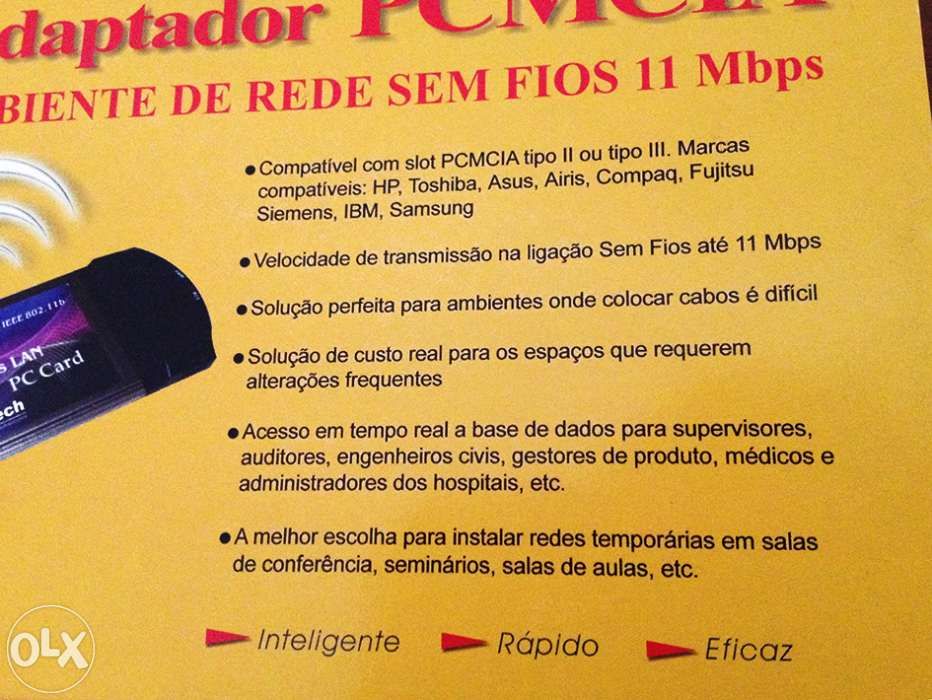 daptador PCMCIA
BIENTE DE REDE SEM FIOS 11 Mbps
●Compatível com slot PCMCIA tipo II ou tipo III. Marcas
compatíveis: HP, Toshiba, Asus, Airis, Compaq, Fujitsu
Siemens, IBM, Samsung
●Velocidade de transmissão na ligação Sem Fios até 11 Mbps
●Solução perfeita para ambientes onde colocar cabos é difícil
●Solução de custo real para os espaços que requerem
alterações frequentes
●Acesso em tempo real a base de dados para supervisores,
auditores, engenheiros civis, gestores de produto, médicos e
administradores dos hospitais, etc.
●A melhor escolha para instalar redes temporárias em salas
de conferência, seminários, salas de aulas, etc.
Inteligente Rápido Eficaz
IEEE 802.11b
S LAN
PC Card
ech
OLX